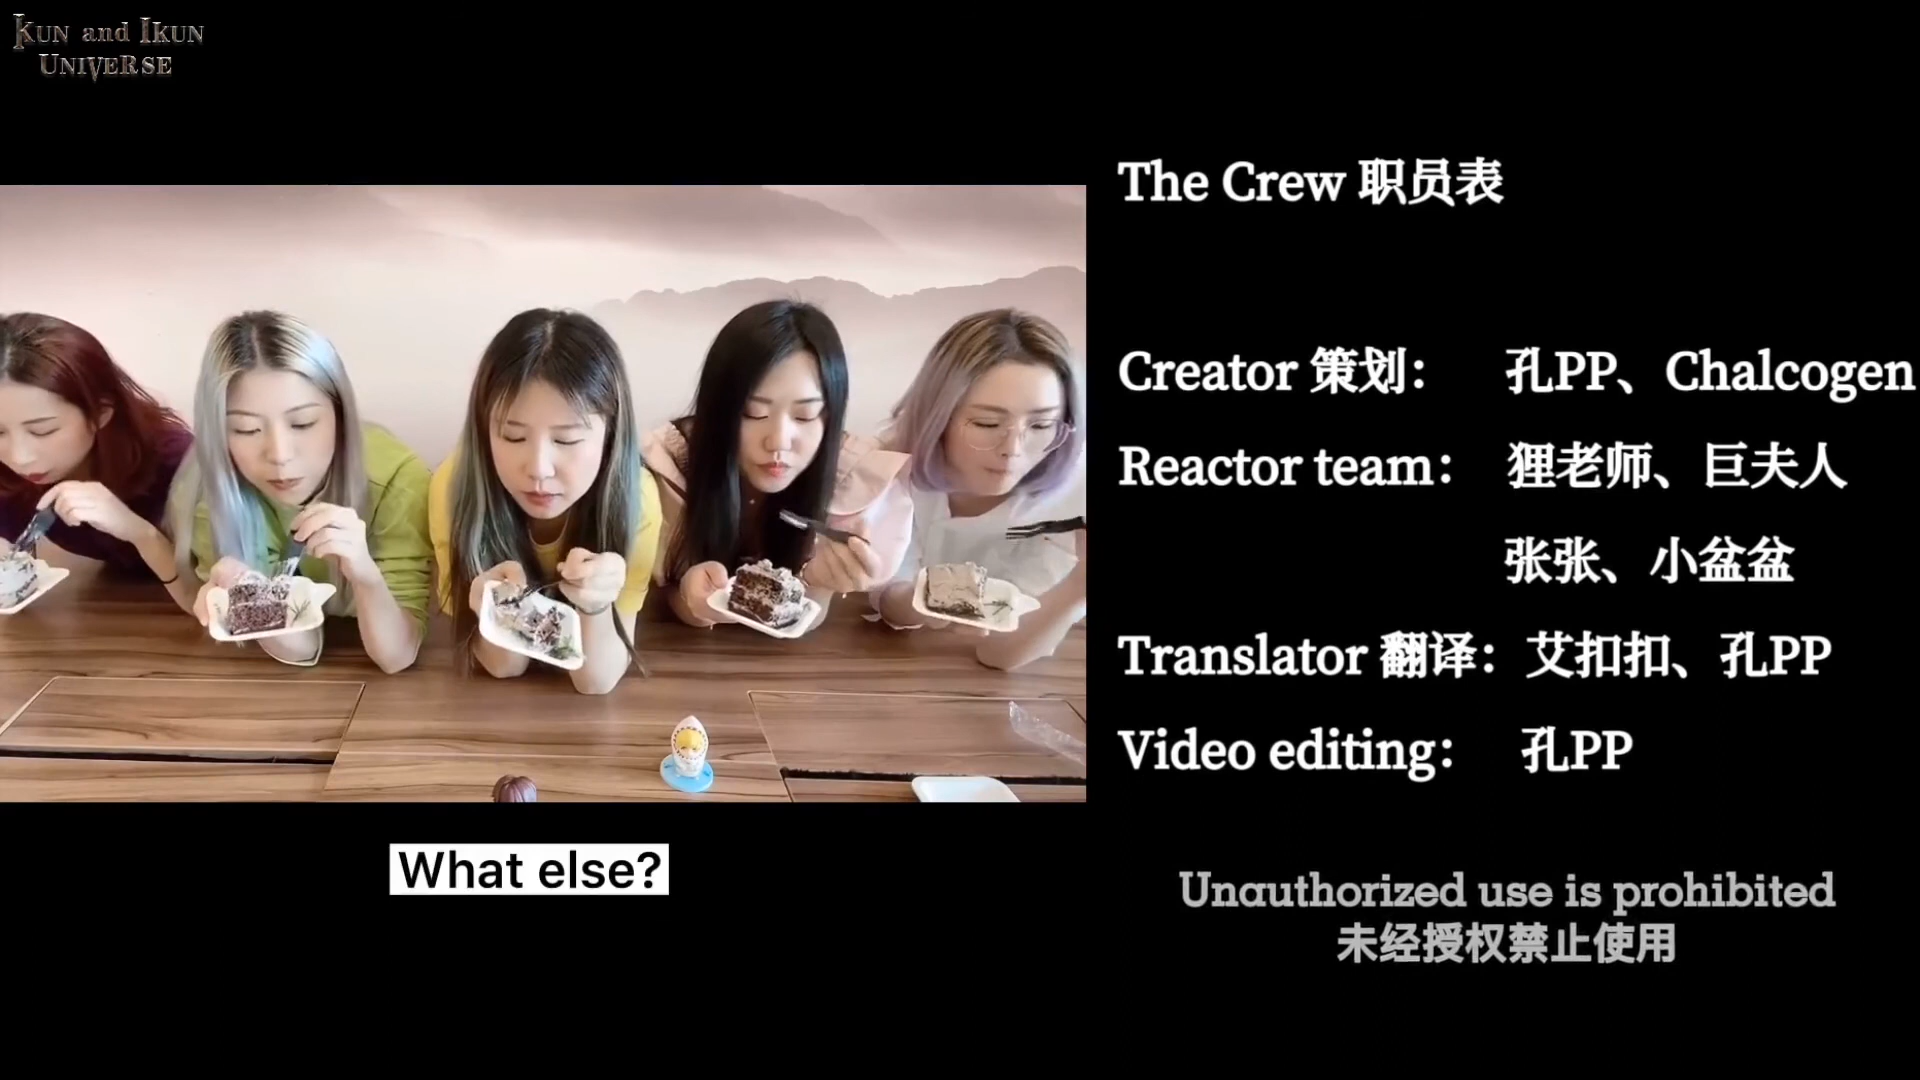 KUN and IKUN
UNIVERSE
The Crew 职员表
Creator 策划： 孔PP、Chalcogen
Reactor team： 狸老师、巨夫人
张张、小盆盆
Translator 翻译： 艾扣扣、孔PP
Video editing： 孔PP
What else?
Unauthorized use is prohibited
未经授权禁止使用